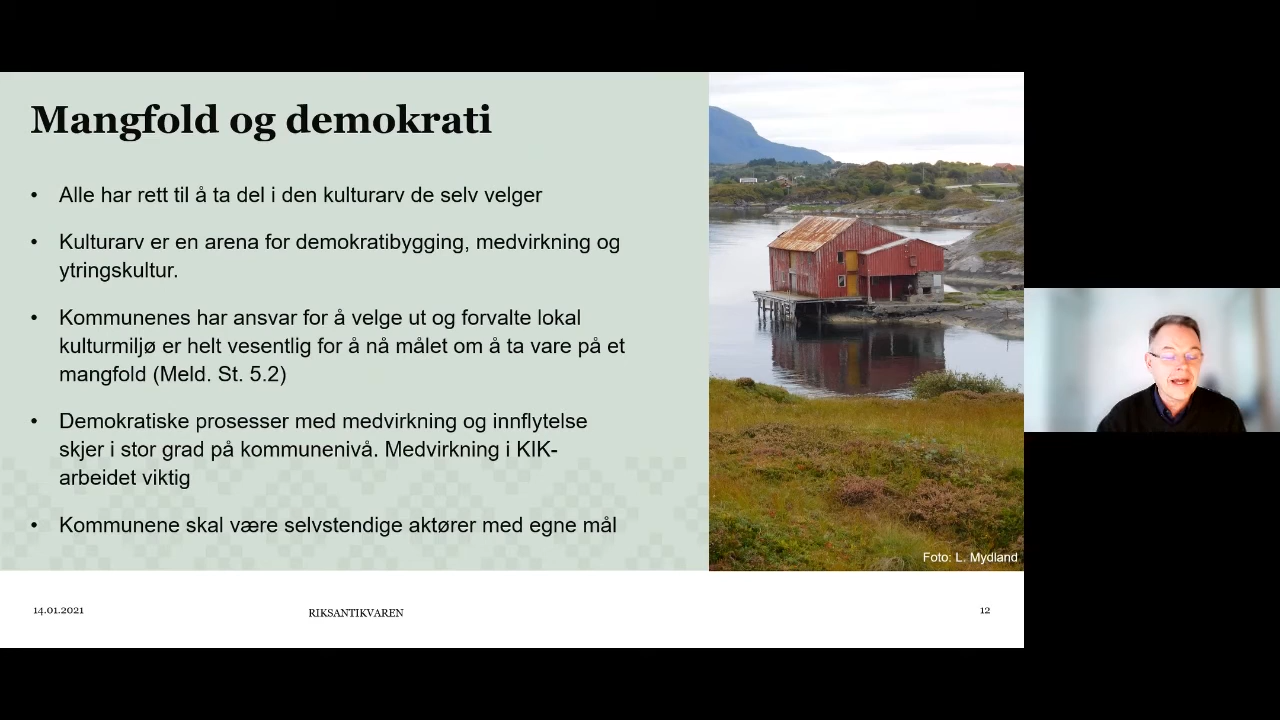 Mangfold og demokrati
• Alle har rett til å ta del i den kulturarv de selv velger
• Kulturarv er en arena for demokratibygging, medvirkning og
ytringskultur.
• Kommunenes har ansvar for å velge ut og forvalte lokal
kulturmiljø er helt vesentlig for å nå målet om å ta vare på et
mangfold (Meld. St. 5.2)
• Demokratiske prosesser med medvirkning og innflytelse
skjer i stor grad på kommunenivå. Medvirkning i KIK-
arbeidet viktig
• Kommunene skal være selvstendige aktører med egne mål
Foto: L. Mydland
14.01.2021
RIKSANTIKVAREN
12